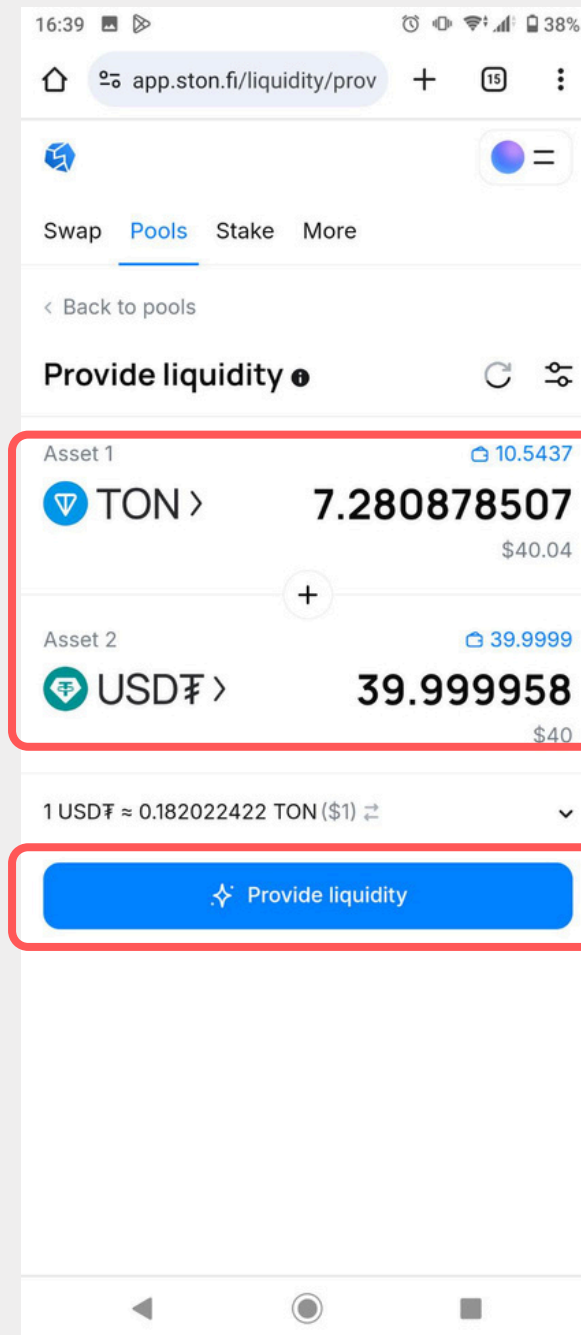 16:39 38%
app.ston.fi/liquidity/prov 15
Swap Pools Stake More
< Back to pools
Provide liquidity
Asset 1 10.5437
TON > 7.280878507
$40.04
+
Asset 2 39.9999
USD₮ > 39.999958
$40
1 USD₮ ≈ 0.182022422 TON ($1)
Provide liquidity